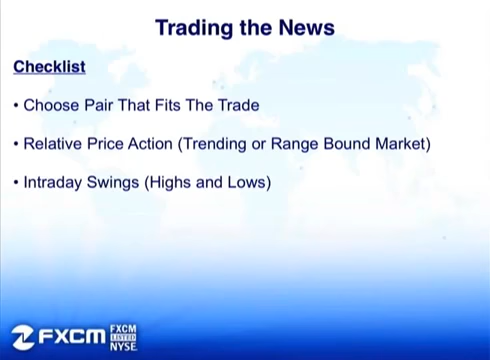 Trading the News
Checklist
• Choose Pair That Fits The Trade
• Relative Price Action (Trending or Range Bound Market)
• Intraday Swings (Highs and Lows)
FXCM
FXCM
LISTED
NYSE